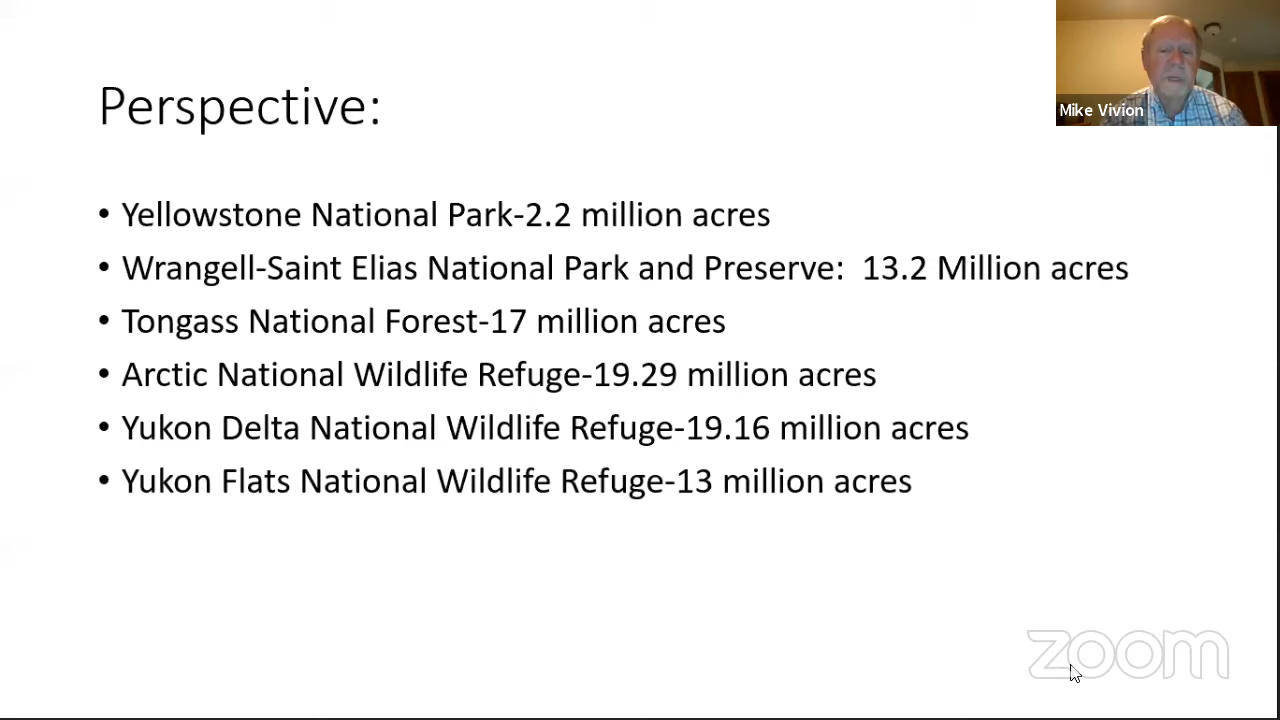 Perspective:
Mike Vivion
• Yellowstone National Park-2.2 million acres
• Wrangell-Saint Elias National Park and Preserve:  13.2 Million acres
• Tongass National Forest-17 million acres
• Arctic National Wildlife Refuge-19.29 million acres
• Yukon Delta National Wildlife Refuge-19.16 million acres
• Yukon Flats National Wildlife Refuge-13 million acres
zoom